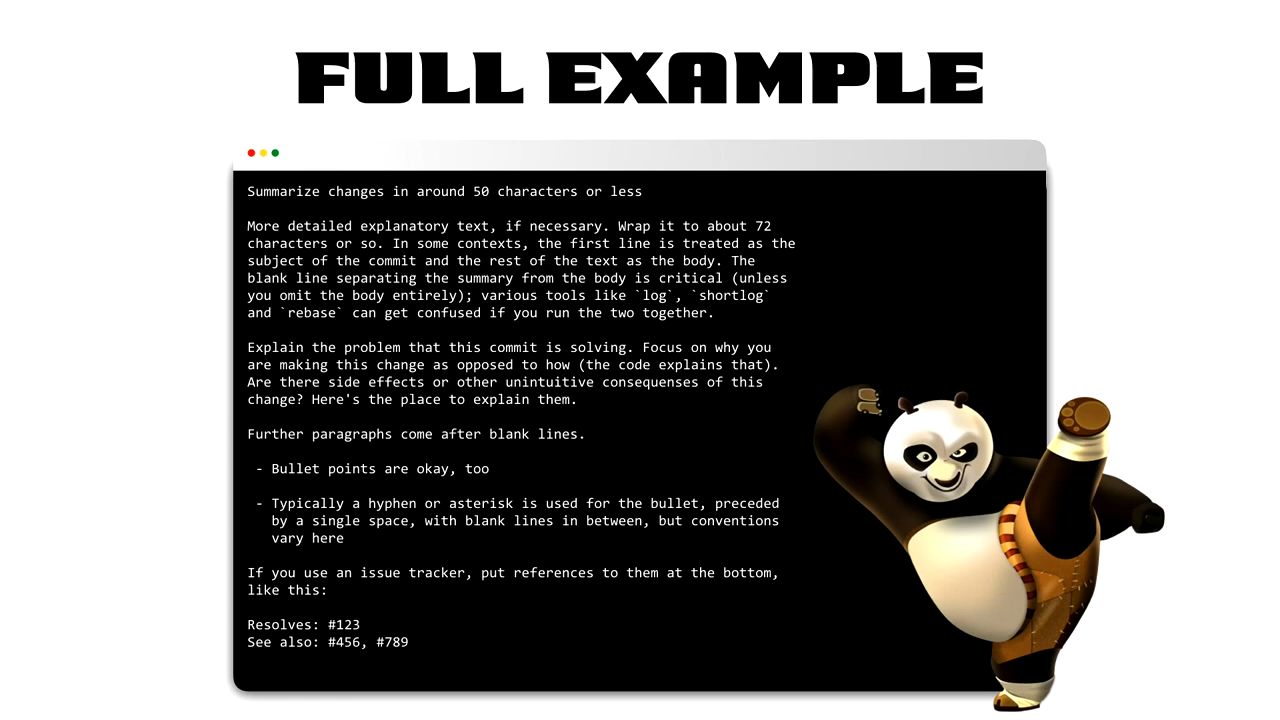 FULL EXAMPLE
Summarize changes in around 50 characters or less
More detailed explanatory text, if necessary. Wrap it to about 72
characters or so. In some contexts, the first line is treated as the
subject of the commit and the rest of the text as the body. The
blank line separating the summary from the body is critical (unless
you omit the body entirely); various tools like `log`, `shortlog`
and `rebase` can get confused if you run the two together.
Explain the problem that this commit is solving. Focus on why you
are making this change as opposed to how (the code explains that).
Are there side effects or other unintuitive consequences of this
change? Here's the place to explain them.
Further paragraphs come after blank lines.
- Bullet points are okay, too
- Typically a hyphen or asterisk is used for the bullet, preceded
by a single space, with blank lines in between, but conventions
vary here
If you use an issue tracker, put references to them at the bottom,
like this:
Resolves: #123
See also: #456, #789